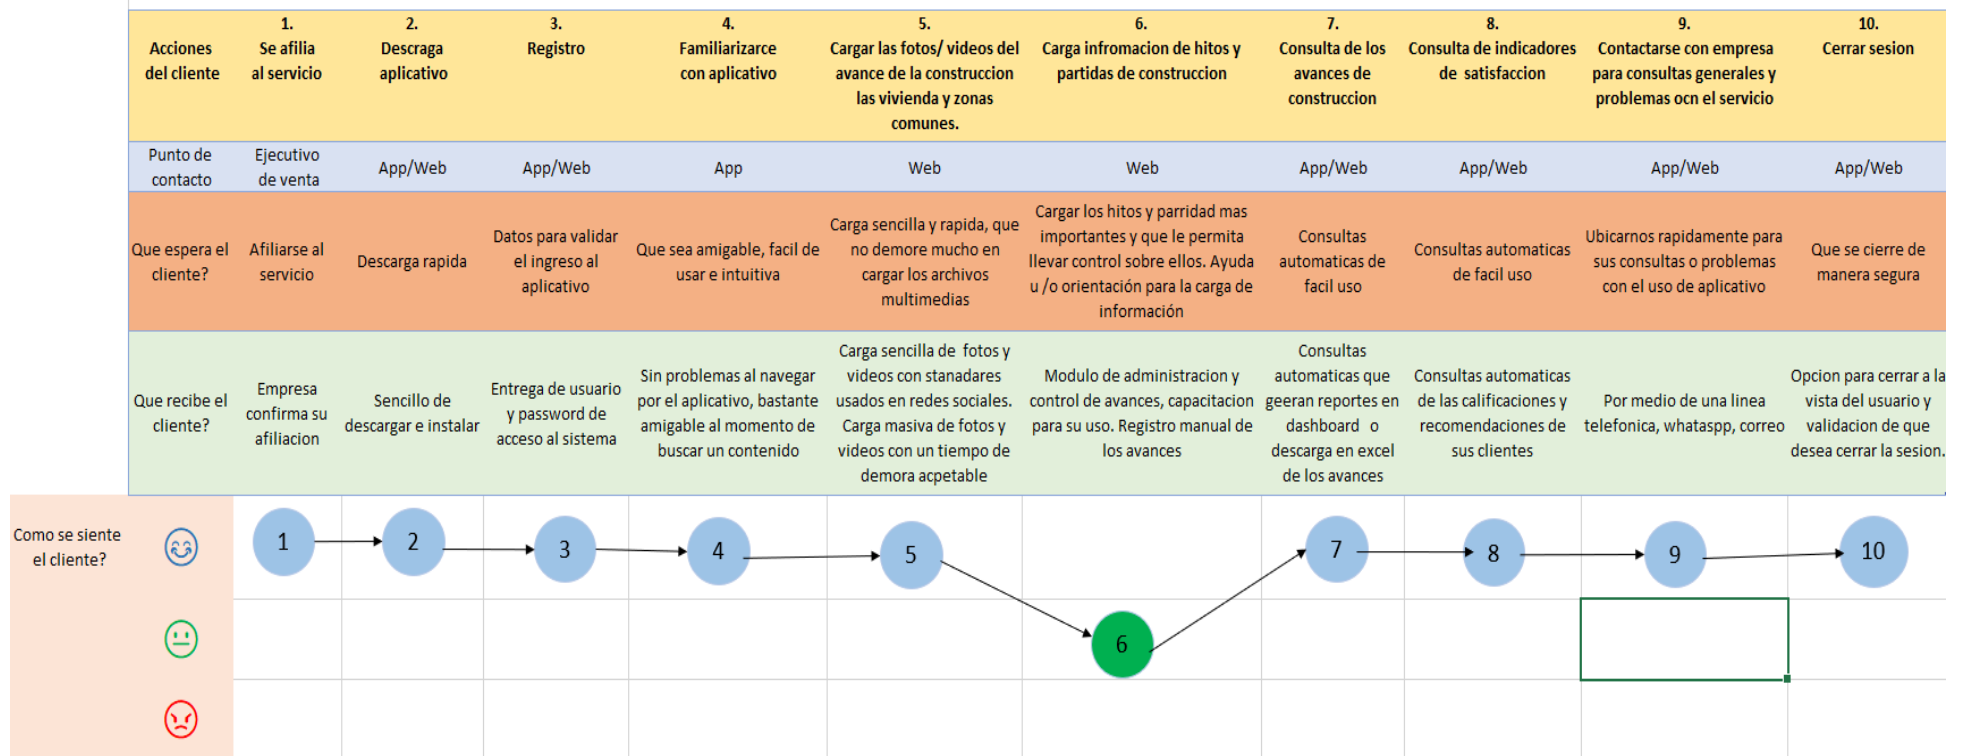 Acciones
del cliente
1.
Se afilia
al servicio
2.
Descraga
aplicativo
3.
Registro
4.
Familiarizarce
con aplicativo
5.
Cargar las fotos/ videos del
avance de la construccion
las vivienda y zonas
comunes.
6.
Carga infromacion de hitos y
partidas de construccion
7.
Consulta de los
avances de
construccion
8.
Consulta de indicadores
de satisfaccion
9.
Contactarse con empresa
para consultas generales y
problemas ocn el servicio
10.
Cerrar sesion
Punto de
contacto
Ejecutivo
de venta
App/Web
App/Web
App
Web
Web
App/Web
App/Web
App/Web
App/Web
Que espera el
cliente?
Afiliarse al
servicio
Descarga rapida
Datos para validar
el ingreso al
aplicativo
Que sea amigable, facil de
usar e intuitiva
Carga sencilla y rapida, que
no demore mucho en
cargar los archivos
multimedias
Cargar los hitos y parridad mas
importantes y que le permita
llevar control sobre ellos. Ayuda
u /o orientación para la carga de
información
Consultas
automaticas de
facil uso
Consultas automaticas
de facil uso
Ubicarnos rapidamente para
sus consultas o problemas
con el uso de aplicativo
Que se cierre de
manera segura
Que recibe el
cliente?
Empresa
confirma su
afiliacion
Sencillo de
descargar e instalar
Entrega de usuario
y password de
acceso al sistema
Sin problemas al navegar
por el aplicativo, bastante
amigable al momento de
buscar un contenido
Carga sencilla de fotos y
videos con stanadares
usados en redes sociales.
Carga masiva de fotos y
videos con un tiempo de
demora acpetable
Modulo de administracion y
control de avances, capacitacion
para su uso. Registro manual de
los avances
Consultas
automaticas que
geeran reportes en
dashboard o
descarga en excel
de los avances
Consultas automaticas
de las calificaciones y
recomendaciones de
sus clientes
Por medio de una linea
telefonica, whataspp, correo
Opcion para cerrar a la
vista del usuario y
validacion de que
desea cerrar la sesion.
Como se siente
el cliente?
1
2
3
4
5
6
7
8
9
10